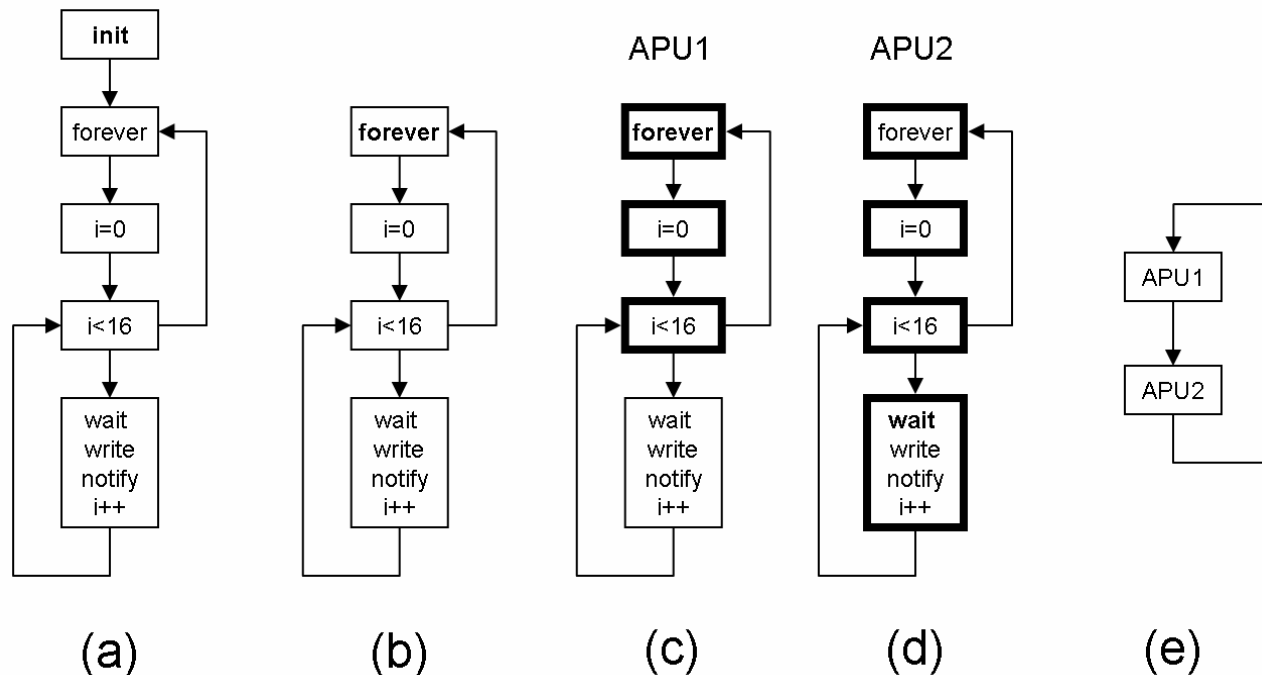 init
forever
i=0
i<16
wait
write
notify
i++
(a)
forever
i=0
i<16
wait
write
notify
i++
(b)
APU1
forever
i=0
i<16
wait
write
notify
i++
(c)
APU2
forever
i=0
i<16
wait
write
notify
i++
(d)
APU1
APU2
(e)